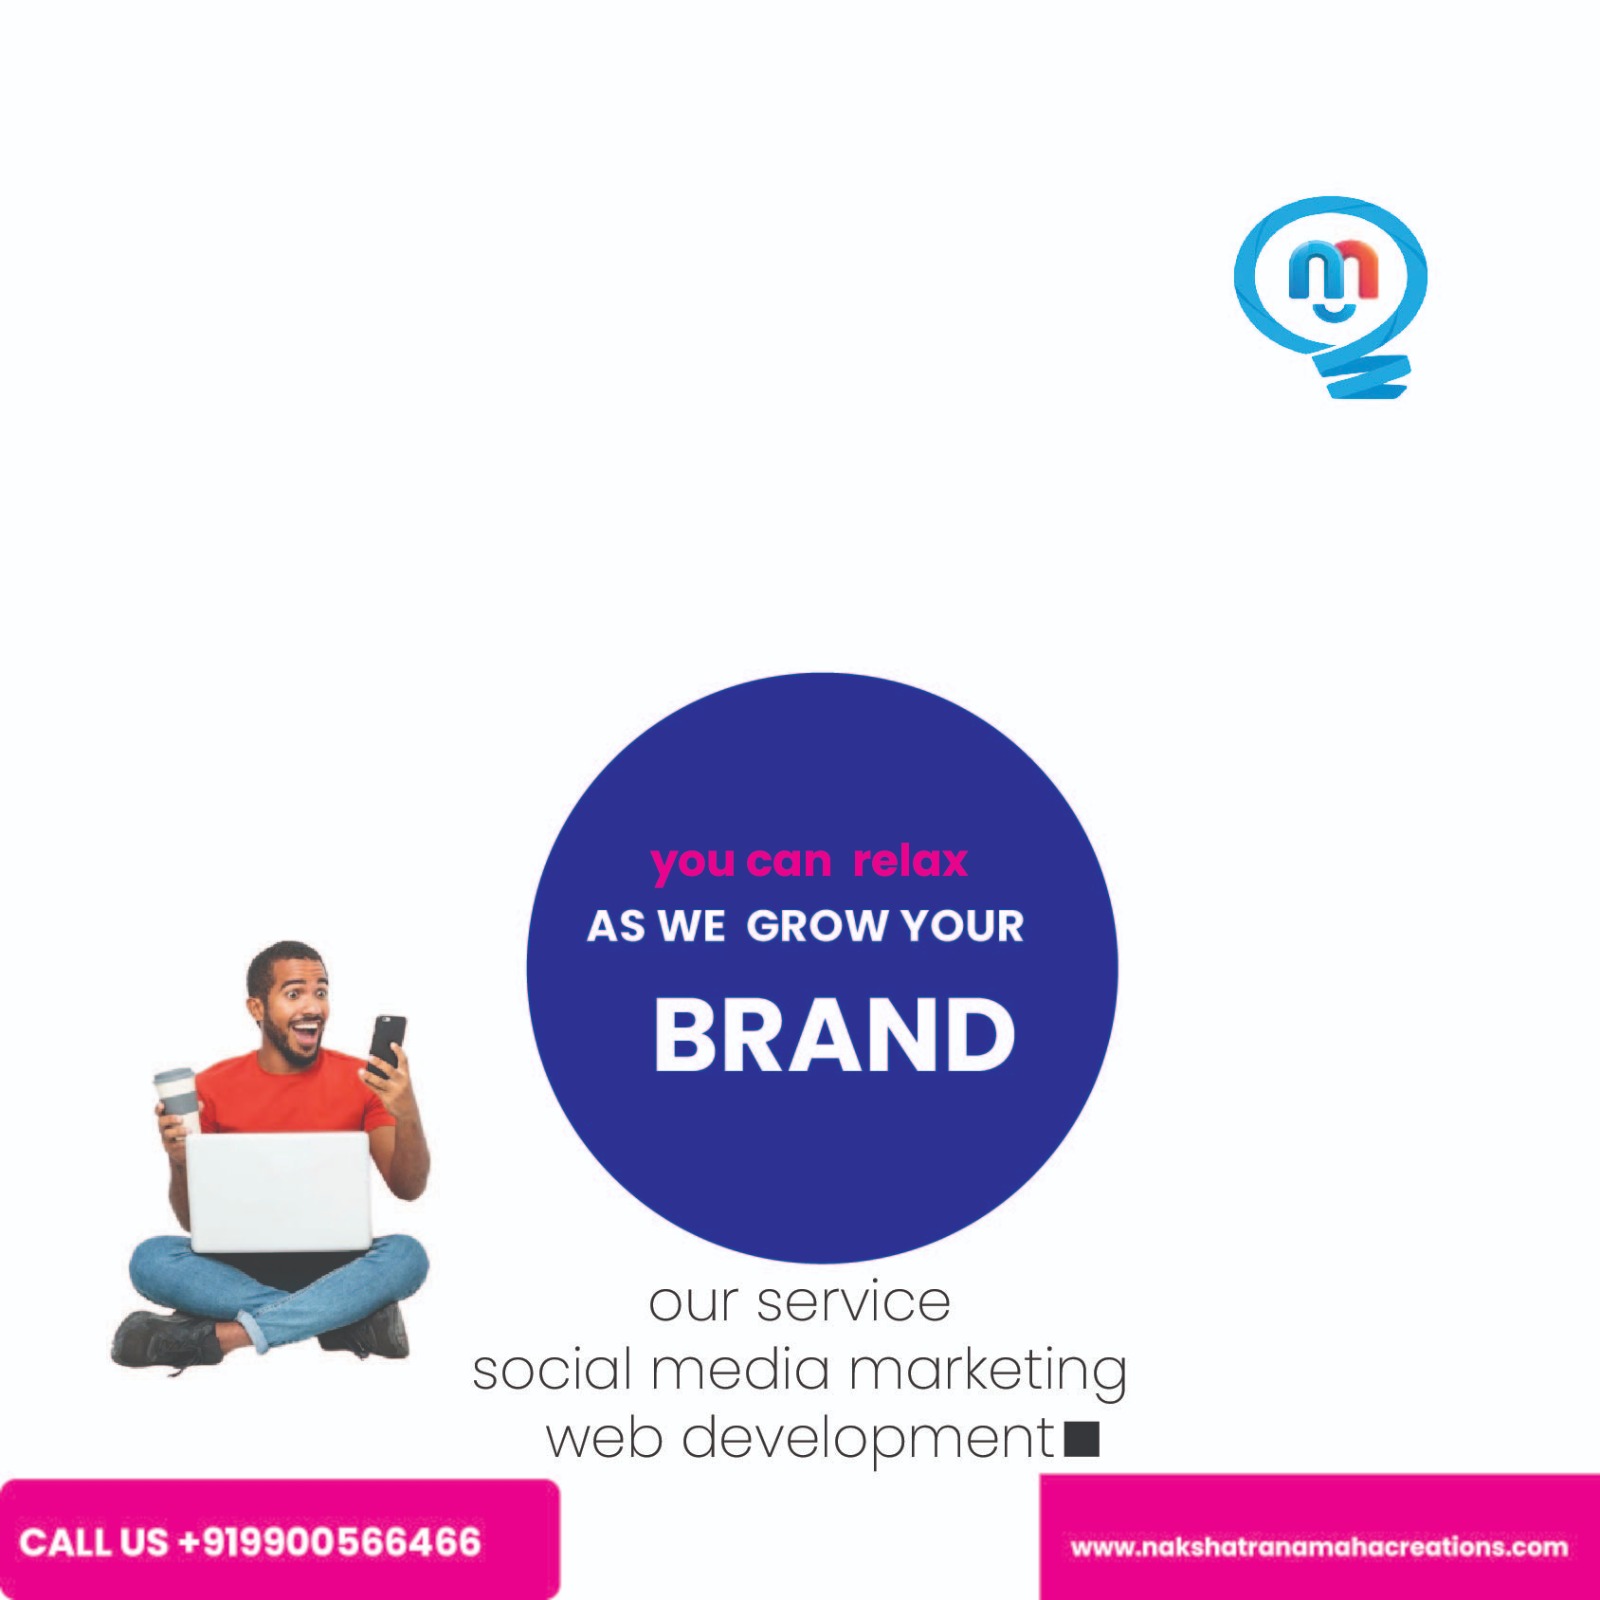 you can relax
AS WE GROW YOUR
BRAND
our service
social media marketing
web development
CALL US +919900566466
www.nakshatranamahacreations.com